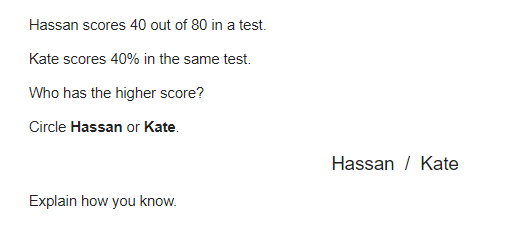 Hassan scores 40 out of 80 in a test.
Kate scores 40% in the same test.
Who has the higher score?
Circle Hassan or Kate.
Hassan / Kate
Explain how you know.